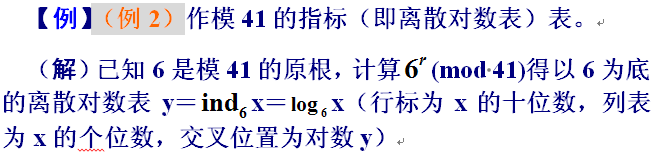 【例】（例 2）作模 41 的指标（即离散对数表）表。
（解）已知 6 是模 41 的原根，计算 6^r (mod 41)得以 6 为底
的离散对数表 y＝ind₆x＝log₆x（行标为 x 的十位数，列表
为 x 的个位数，交叉位置为对数 y）